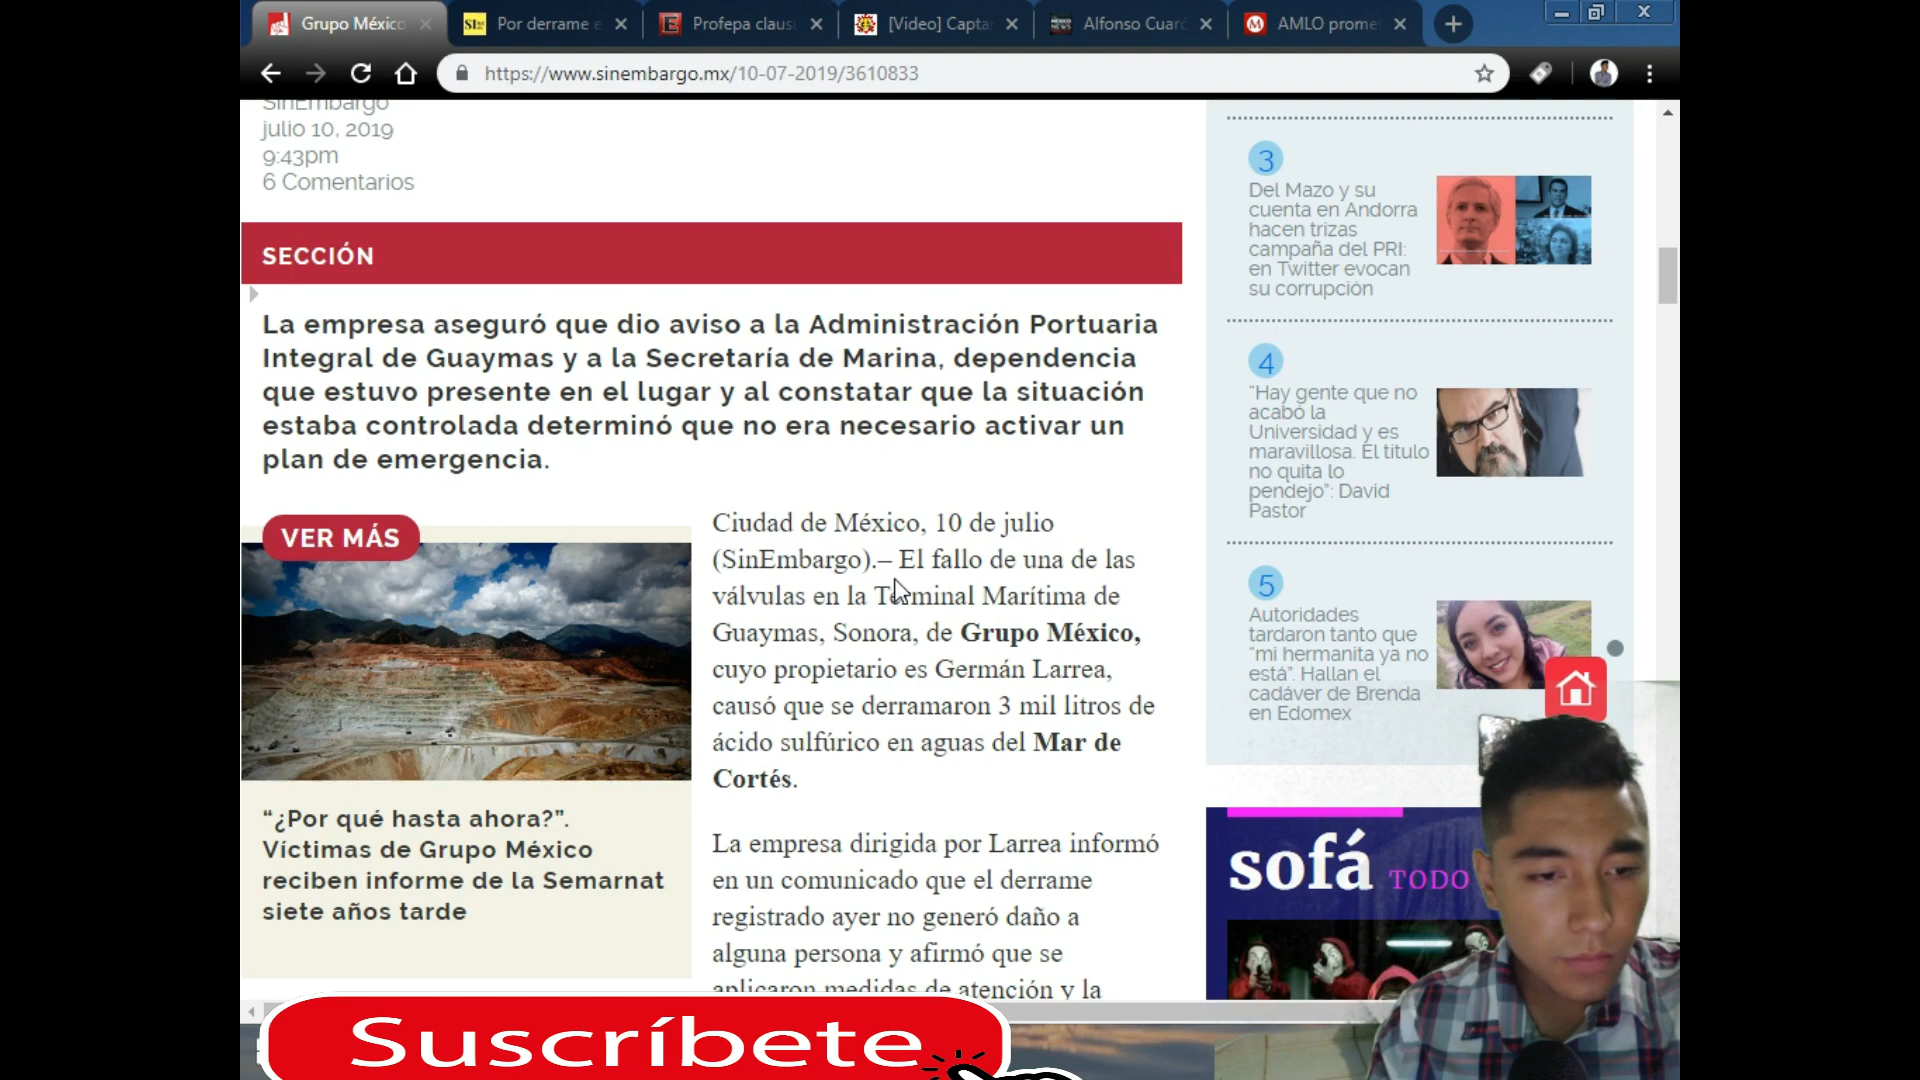 Grupo México
Por derrame e
Profepa claus
[Video] Capta
Alfonso Cuaró
AMLO promet
https://www.sinembargo.mx/10-07-2019/3610833
SinEmbargo
julio 10, 2019
9:43pm
6 Comentarios
SECCIÓN
La empresa aseguró que dio aviso a la Administración Portuaria
Integral de Guaymas y a la Secretaría de Marina, dependencia
que estuvo presente en el lugar y al constatar que la situación
estaba controlada determinó que no era necesario activar un
plan de emergencia.
VER MÁS
"¿Por qué hasta ahora?".
Víctimas de Grupo México
reciben informe de la Semarnat
siete años tarde
Ciudad de México, 10 de julio
(SinEmbargo).– El fallo de una de las
válvulas en la Terminal Marítima de
Guaymas, Sonora, de Grupo México,
cuyo propietario es Germán Larrea,
causó que se derramaron 3 mil litros de
ácido sulfúrico en aguas del Mar de
Cortés.
La empresa dirigida por Larrea informó
en un comunicado que el derrame
registrado ayer no generó daño a
alguna persona y afirmó que se
aplicaron medidas de atención y la
3
Del Mazo y su
cuenta en Andorra
hacen trizas
campaña del PRI:
en Twitter evocan
su corrupción
4
"Hay gente que no
acabó la
Universidad y es
maravillosa. El título
no quita lo
pendejo": David
Pastor
5
Autoridades
tardaron tanto que
"mi hermanita ya no
está". Hallan el
cadáver de Brenda
en Edomex
sofá TODO
Suscríbete